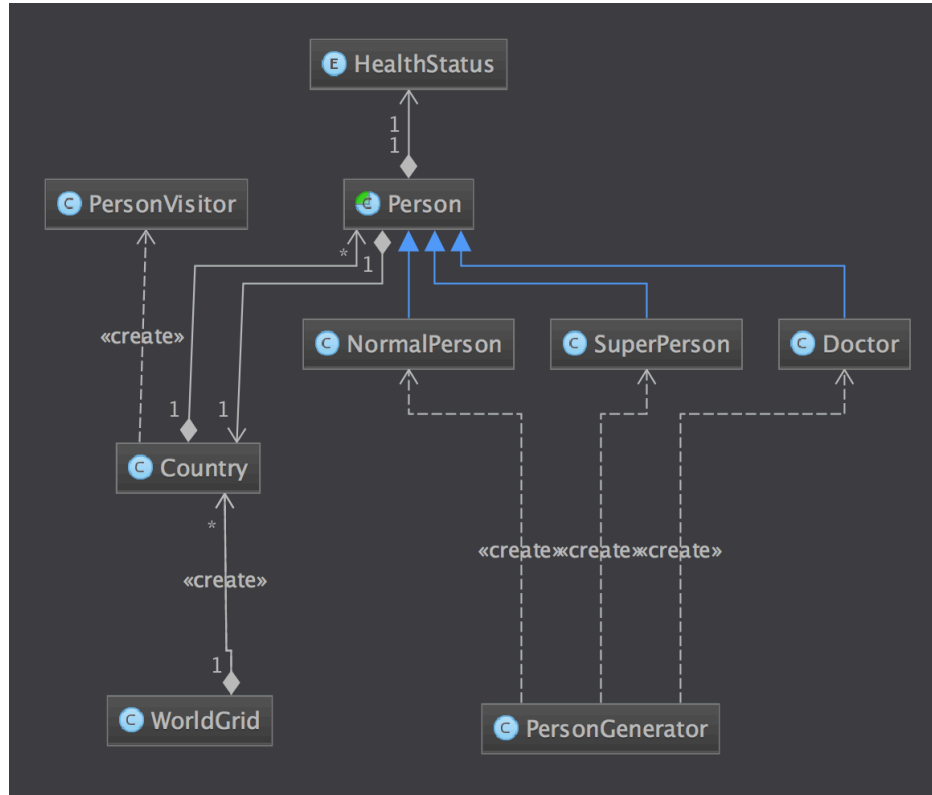 E HealthStatus
1
1
C PersonVisitor
C Person
*
1
«create»
C NormalPerson
C SuperPerson
C Doctor
1
1
C Country
*
«create»
«create»
«create»
«create»
1
C WorldGrid
C PersonGenerator